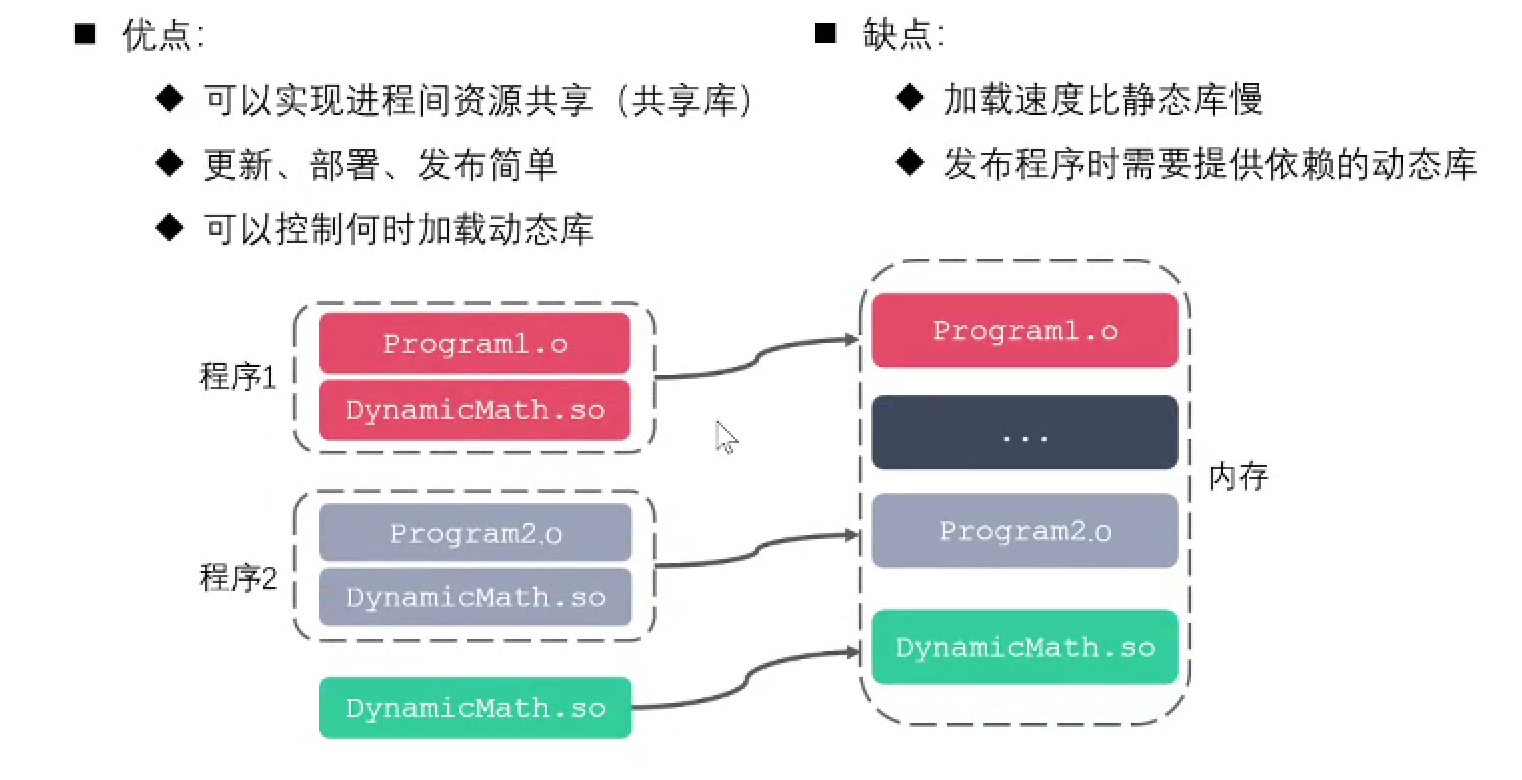 优点：
可以实现进程间资源共享（共享库）
更新、部署、发布简单
可以控制何时加载动态库
缺点：
加载速度比静态库慢
发布程序时需要提供依赖的动态库
程序1
Program1.o
DynamicMath.so
程序2
Program2.o
DynamicMath.so
DynamicMath.so
Program1.o
...
Program2.o
DynamicMath.so
内存